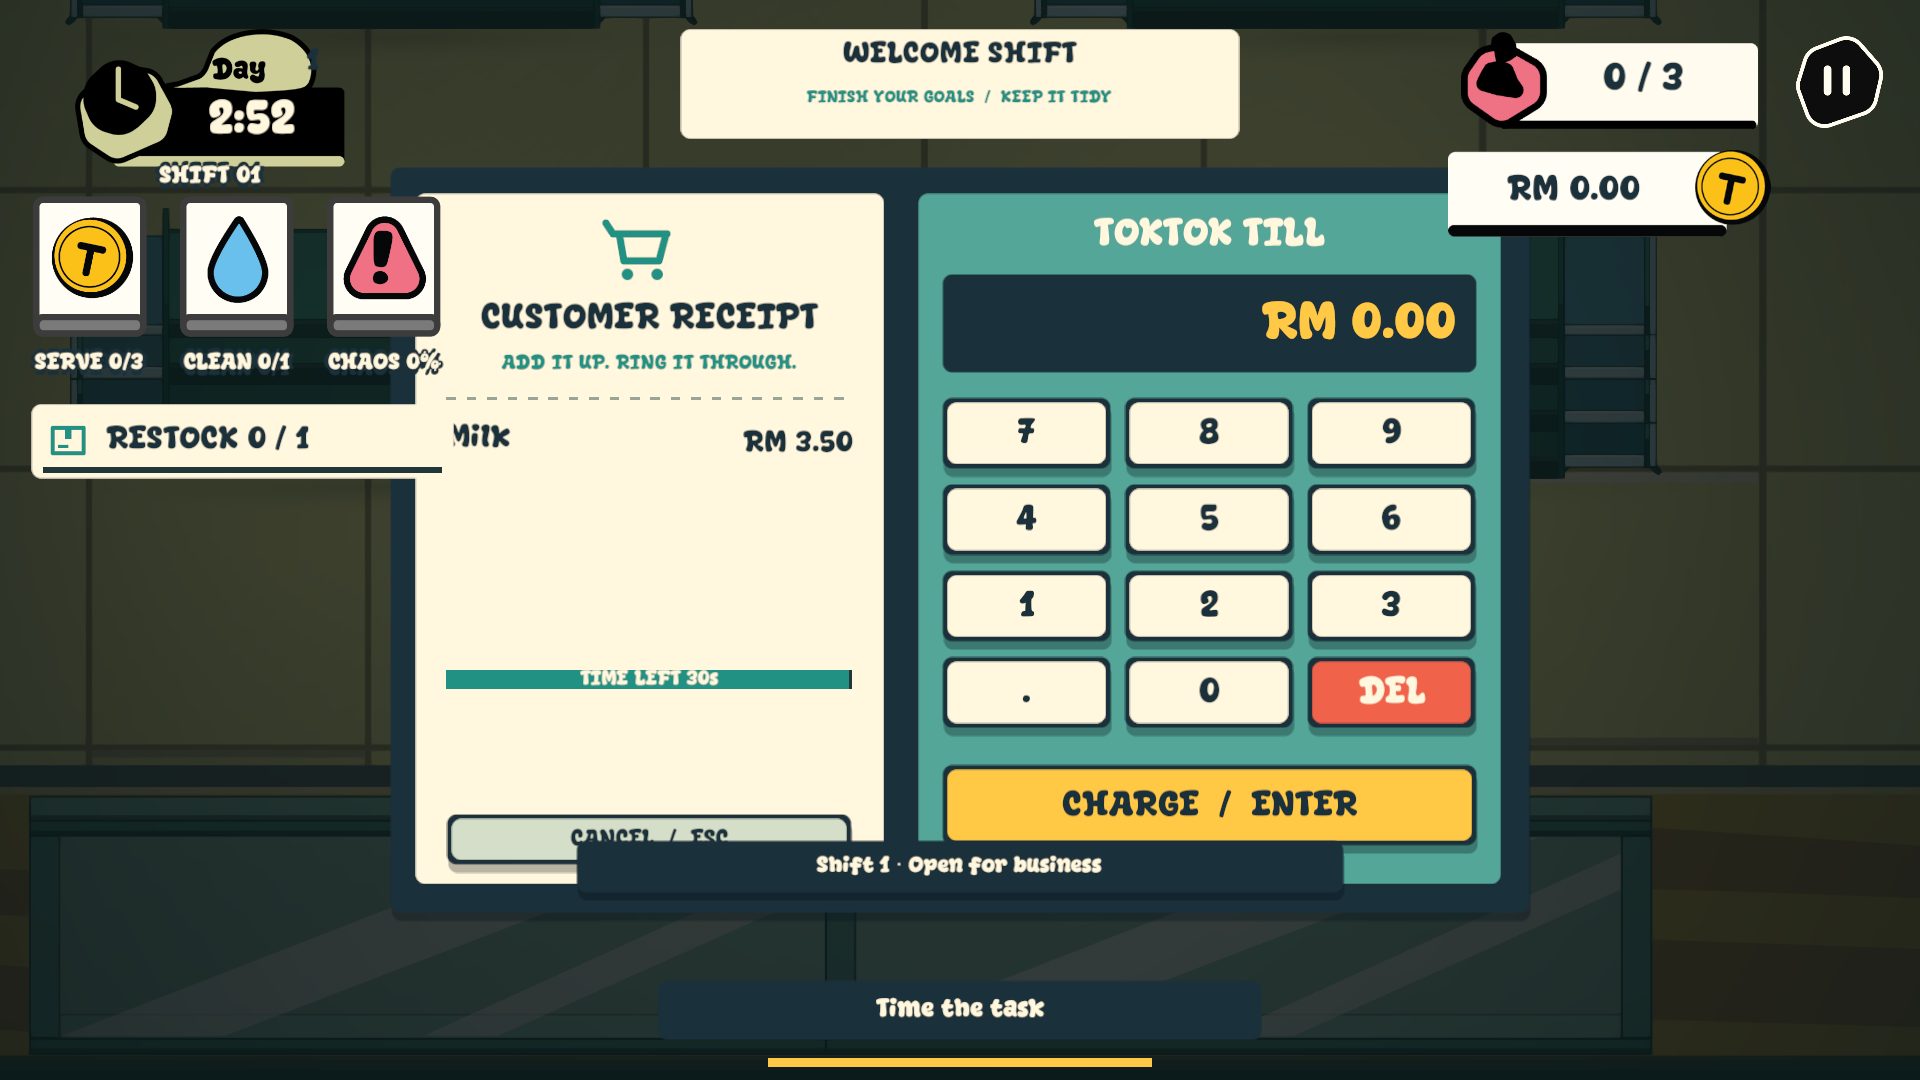 Day 1
2:52
SHIFT 01
WELCOME SHIFT
FINISH YOUR GOALS / KEEP IT TIDY
0 / 3
RM 0.00
T
T
SERVE 0/3
CLEAN 0/1
CHAOS 0%
RESTOCK 0 / 1
CUSTOMER RECEIPT
ADD IT UP. RING IT THROUGH.
Milk
RM 3.50
TIME LEFT 30s
CANCEL / ESC
TOKTOK TILL
RM 0.00
7
8
9
4
5
6
1
2
3
.
0
DEL
CHARGE / ENTER
Shift 1 · Open for business
Time the task